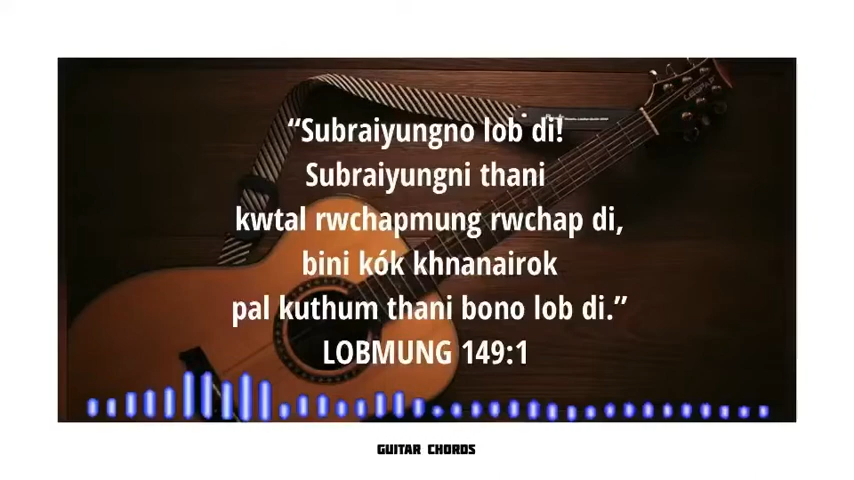 “Subraiyungno lob di!
Subraiyungni thani
kwtal rwchapmung rwchap di,
bini kók khnanairok
pal kuthum thani bono lob di.”
LOBMUNG 149:1
GUITAR CHORDS